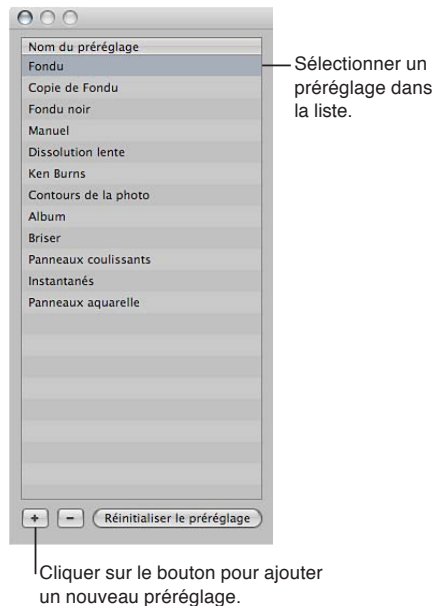 Nom du préréglage
Fondu
Copie de Fondu
Fondu noir
Manuel
Dissolution lente
Ken Burns
Contours de la photo
Album
Briser
Panneaux coulissants
Instantanés
Panneaux aquarelle
+ - Réinitialiser le préréglage
Sélectionner un
préréglage dans
la liste.
Cliquer sur le bouton pour ajouter
un nouveau préréglage.